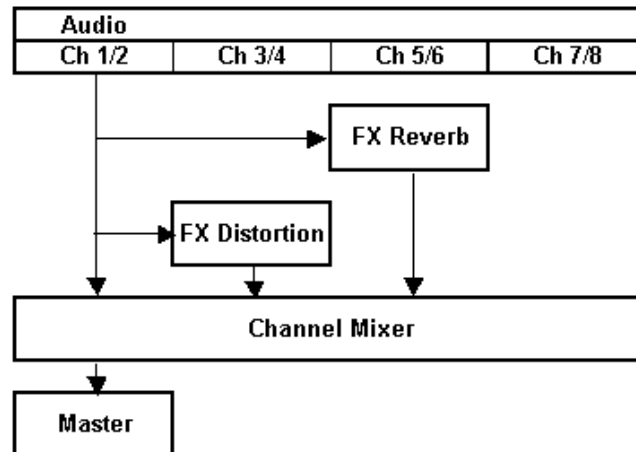 Audio
Ch 1/2 Ch 3/4 Ch 5/6 Ch 7/8
FX Reverb
FX Distortion
Channel Mixer
Master